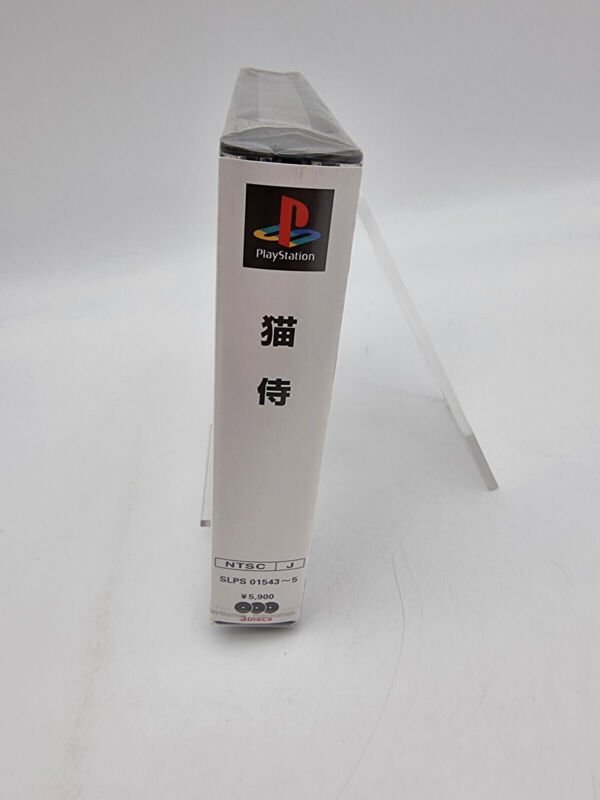 PlayStation
猫
侍
NTSC J
SLPS 01543~5
¥5,900
3DISCS